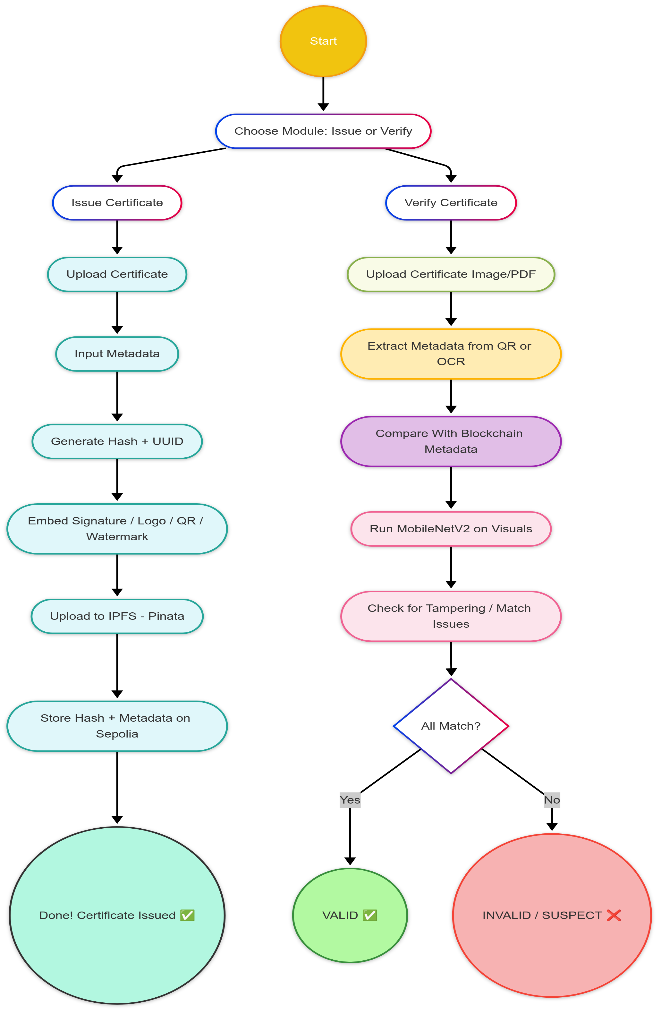 Start
Choose Module: Issue or Verify
Issue Certificate
Verify Certificate
Upload Certificate
Upload Certificate Image/PDF
Input Metadata
Extract Metadata from QR or
OCR
Generate Hash + UUID
Compare With Blockchain
Metadata
Embed Signature / Logo / QR /
Watermark
Run MobileNetV2 on Visuals
Upload to IPFS - Pinata
Check for Tampering / Match
Issues
Store Hash + Metadata on
Sepolia
All Match?
Yes
No
Done! Certificate Issued ✅
VALID ✅
INVALID / SUSPECT ❌